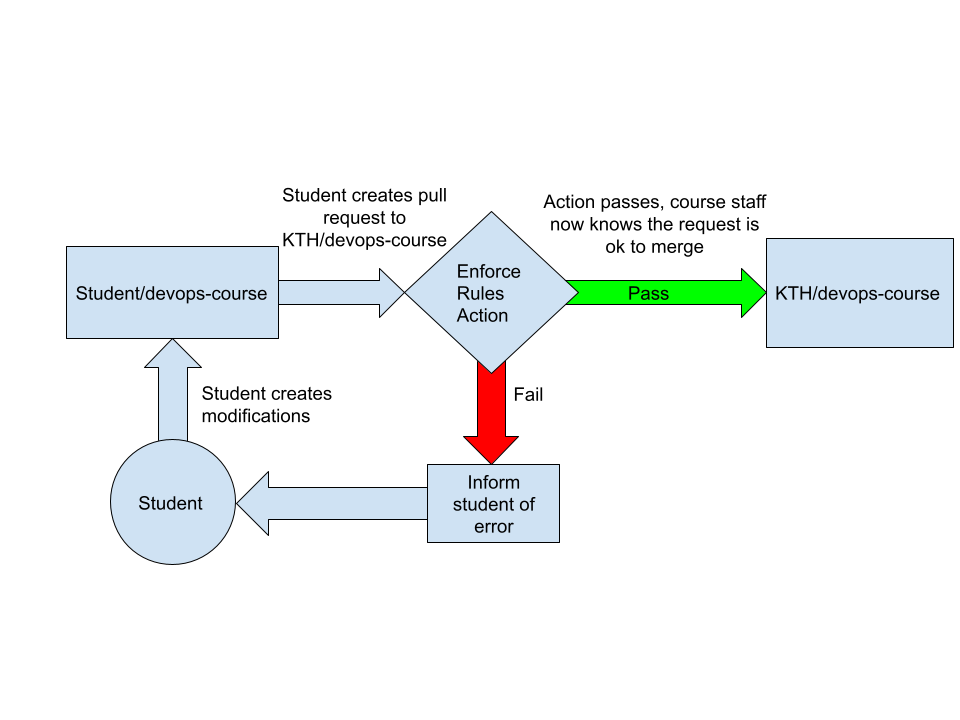 Student creates pull
request to
KTH/devops-course
Action passes, course staff
now knows the request is
ok to merge
Student/devops-course
Enforce
Rules
Action
Pass
KTH/devops-course
Student creates
modifications
Fail
Student
Inform
student of
error